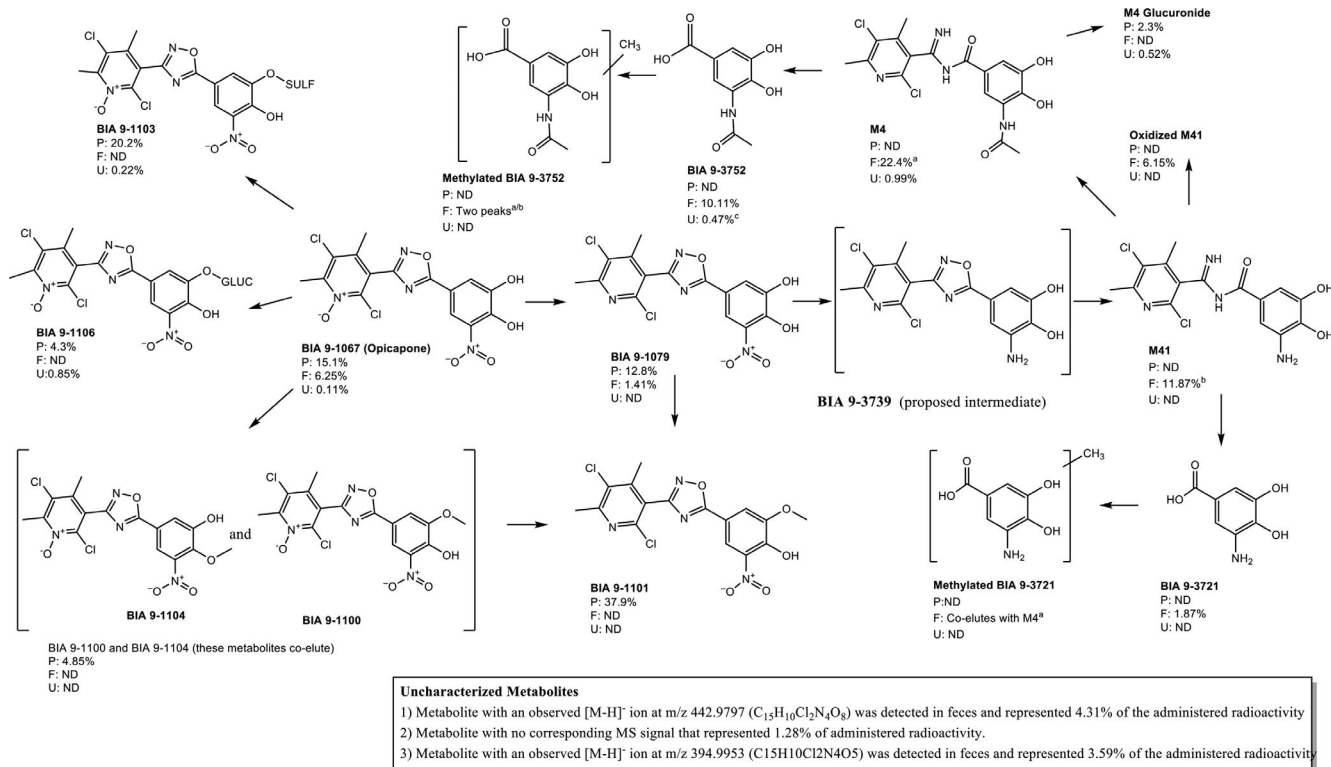 BIA 9-1103
P: 20.2%
F: ND
U: 0.22%
Methylated BIA 9-3752
P: ND
F: Two peaks^a/b
U: ND
BIA 9-3752
P: ND
F: 10.11%
U: 0.47%^c
M4
P: ND
F:22.4%^a
U: 0.99%
M4 Glucuronide
P: 2.3%
F: ND
U: 0.52%
Oxidized M41
P: ND
F: 6.15%
U: ND
BIA 9-1106
P: 4.3%
F: ND
U:0.85%
BIA 9-1067 (Opicapone)
P: 15.1%
F: 6.25%
U: 0.11%
BIA 9-1079
P: 12.8%
F: 1.41%
U: ND
BIA 9-3739 (proposed intermediate)
M41
P: ND
F: 11.87%^b
U: ND
and
BIA 9-1104
BIA 9-1100
BIA 9-1100 and BIA 9-1104 (these metabolites co-elute)
P: 4.85%
F: ND
U: ND
BIA 9-1101
P: 37.9%
F: ND
U: ND
Methylated BIA 9-3721
P:ND
F: Co-elutes with M4^a
U: ND
BIA 9-3721
P: ND
F: 1.87%
U: ND
Uncharacterized Metabolites
1) Metabolite with an observed [M-H]⁻ ion at m/z 442.9797 (C₁₅H₁₀Cl₂N₄O₈) was detected in feces and represented 4.31% of the administered radioactivity
2) Metabolite with no corresponding MS signal that represented 1.28% of administered radioactivity.
3) Metabolite with an observed [M-H]⁻ ion at m/z 394.9953 (C15H10Cl2N4O5) was detected in feces and represented 3.59% of the administered radioactivity